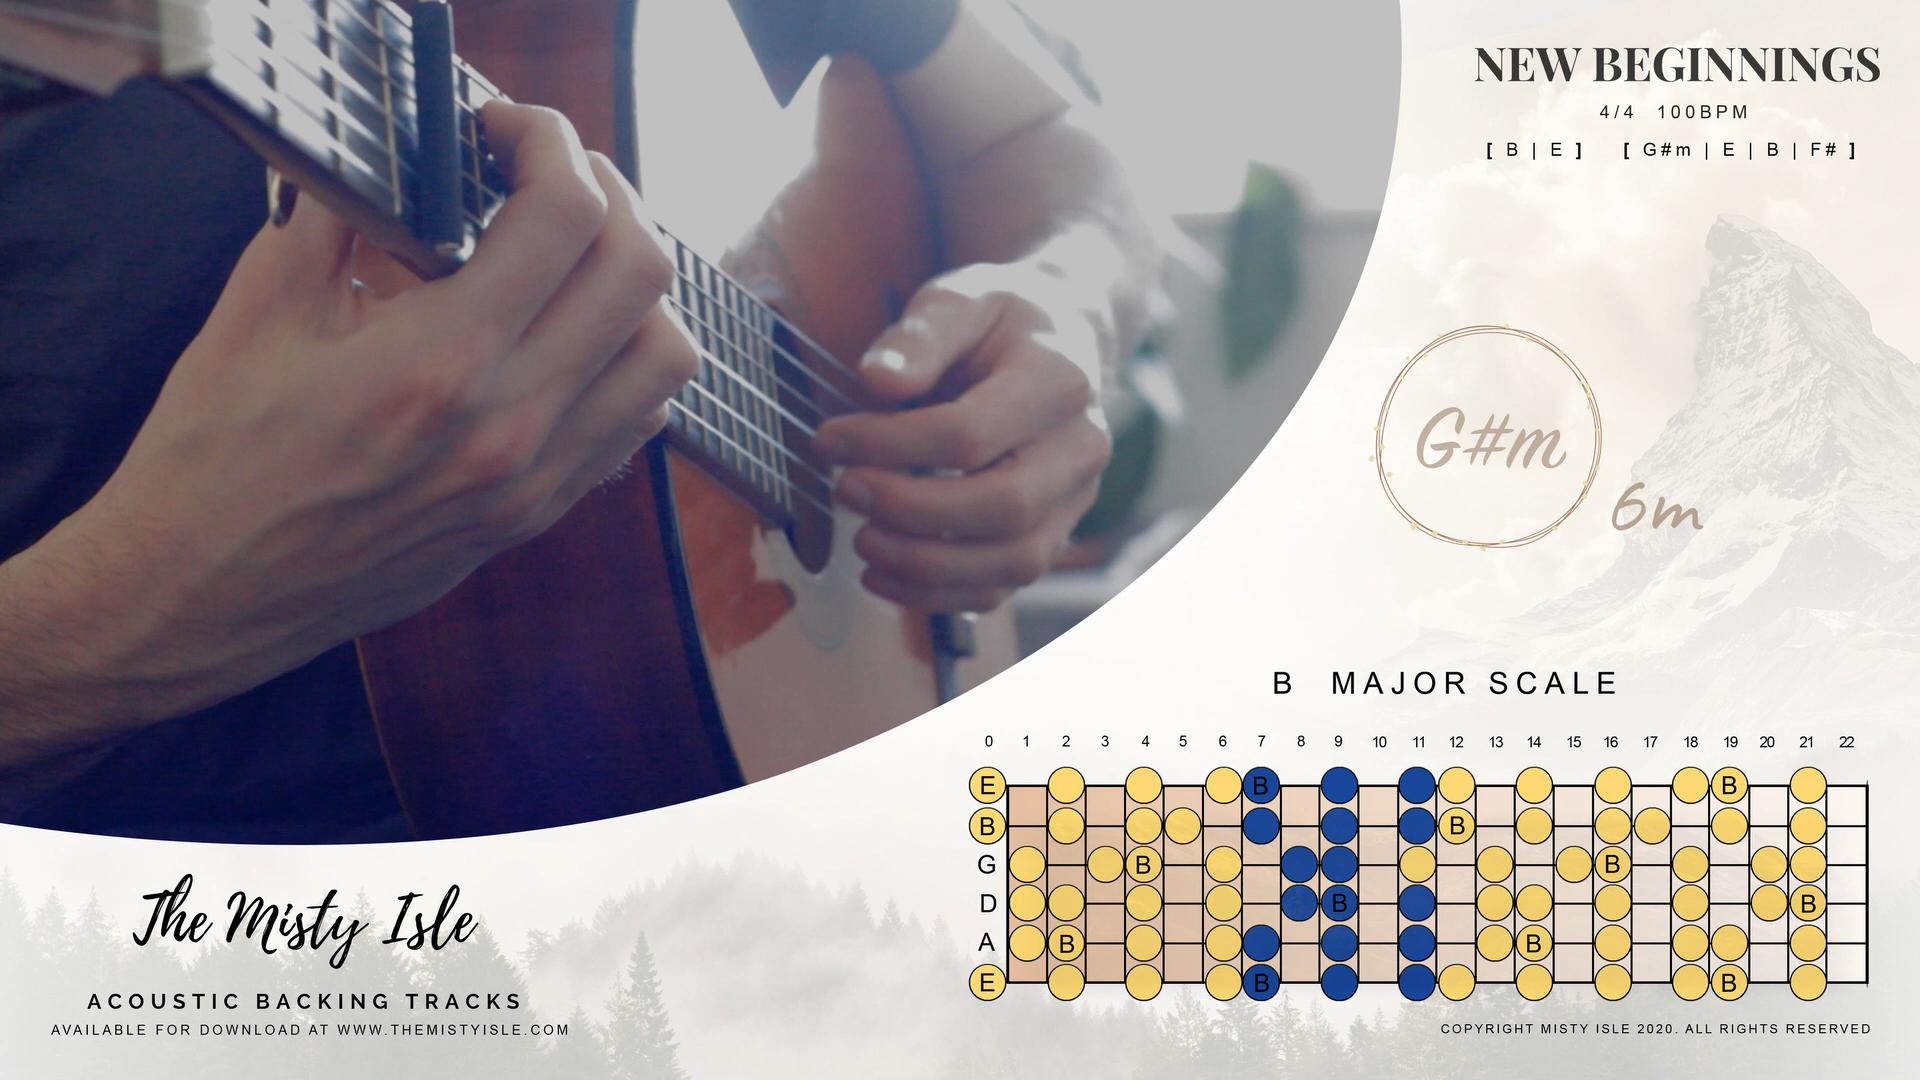 NEW BEGINNINGS
4/4 100BPM
[ B | E ] [ G#m | E | B | F# ]
G#m
6m
B MAJOR SCALE
0 1 2 3 4 5 6 7 8 9 10 11 12 13 14 15 16 17 18 19 20 21 22
E B B
B B
G B B
D B B
A B B
E B B
The Misty Isle
ACOUSTIC BACKING TRACKS
AVAILABLE FOR DOWNLOAD AT WWW.THEMISTYISLE.COM
COPYRIGHT MISTY ISLE 2020. ALL RIGHTS RESERVED